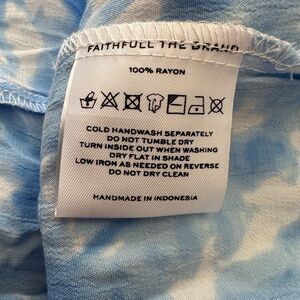 FAITHFULL THE BRAND
100% RAYON
COLD HANDWASH SEPARATELY
DO NOT TUMBLE DRY
TURN INSIDE OUT WHEN WASHING
DRY FLAT IN SHADE
LOW IRON AS NEEDED ON REVERSE
DO NOT DRY CLEAN
HANDMADE IN INDONESIA